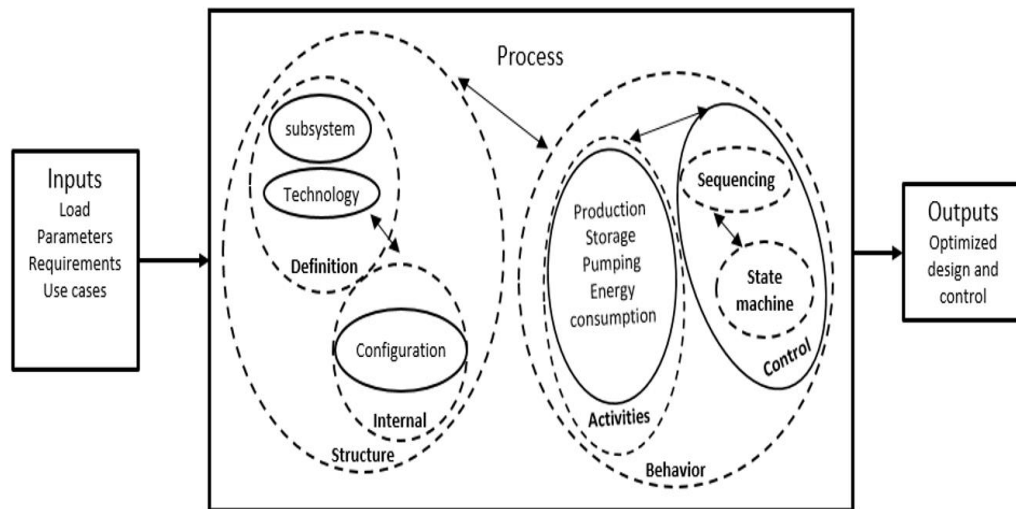 Inputs
Load
Parameters
Requirements
Use cases
Process
subsystem
Technology
Definition
Configuration
Internal
Structure
Production
Storage
Pumping
Energy
consumption
Activities
Sequencing
State
machine
Control
Behavior
Outputs
Optimized
design and
control